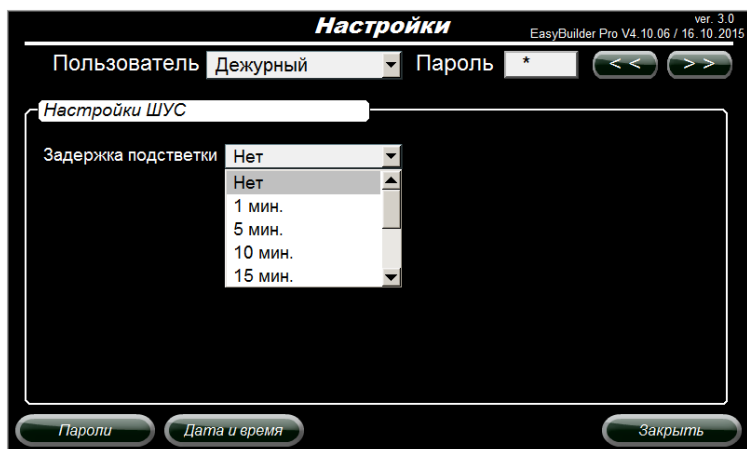 Настройки
ver. 3.0
EasyBuilder Pro V4.10.06 / 16.10.2015
Пользователь Дежурный Пароль * << >>
Настройки ШУС
Задержка подстветки Нет
Нет
1 мин.
5 мин.
10 мин.
15 мин.
Пароли Дата и время Закрыть